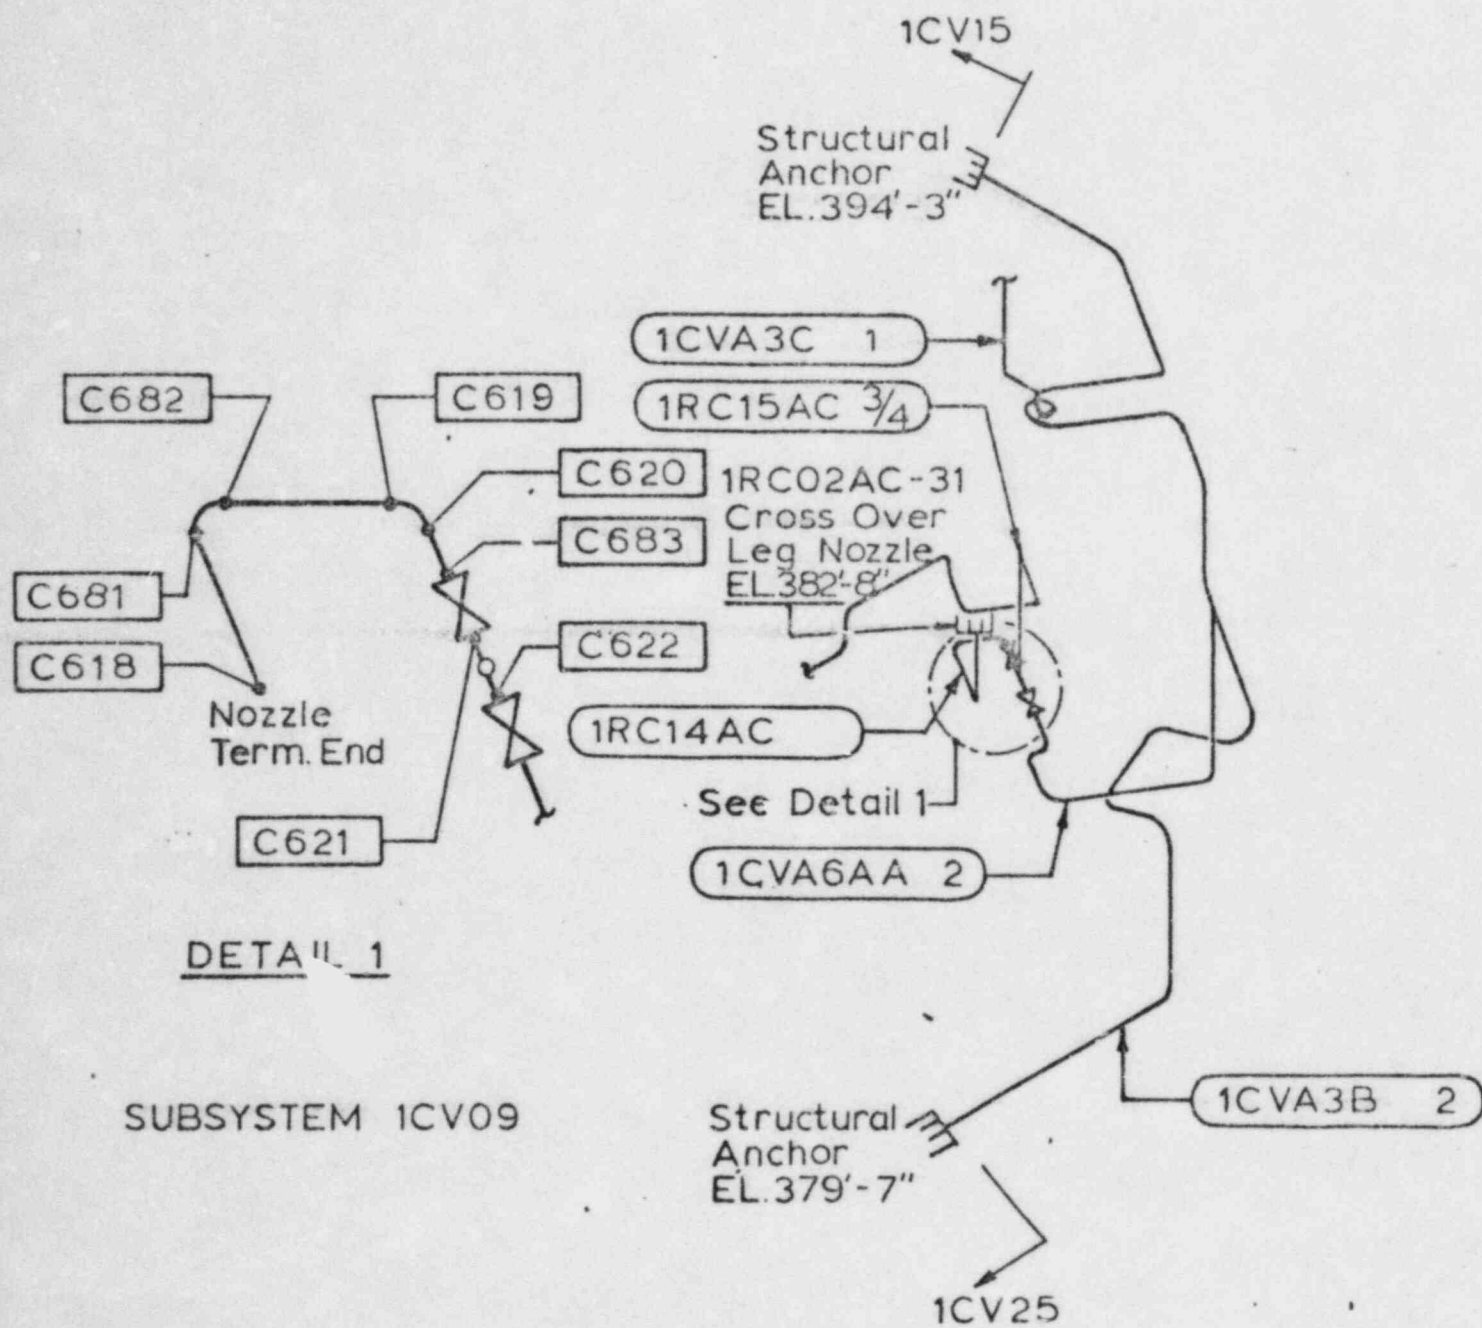 1CV15
Structural
Anchor
EL.394'-3"
1CVA3C 1
1RC15AC 3/4
C682
C619
C620
1RC02AC-31
Cross Over
Leg Nozzle
EL.382'-8"
C683
C681
C622
C618
Nozzle
Term. End
1RC14AC
See Detail 1
C621
1CVA6AA 2
DETAIL 1
1CVA3B 2
SUBSYSTEM 1CV09
Structural
Anchor
EL.379'-7"
1CV25